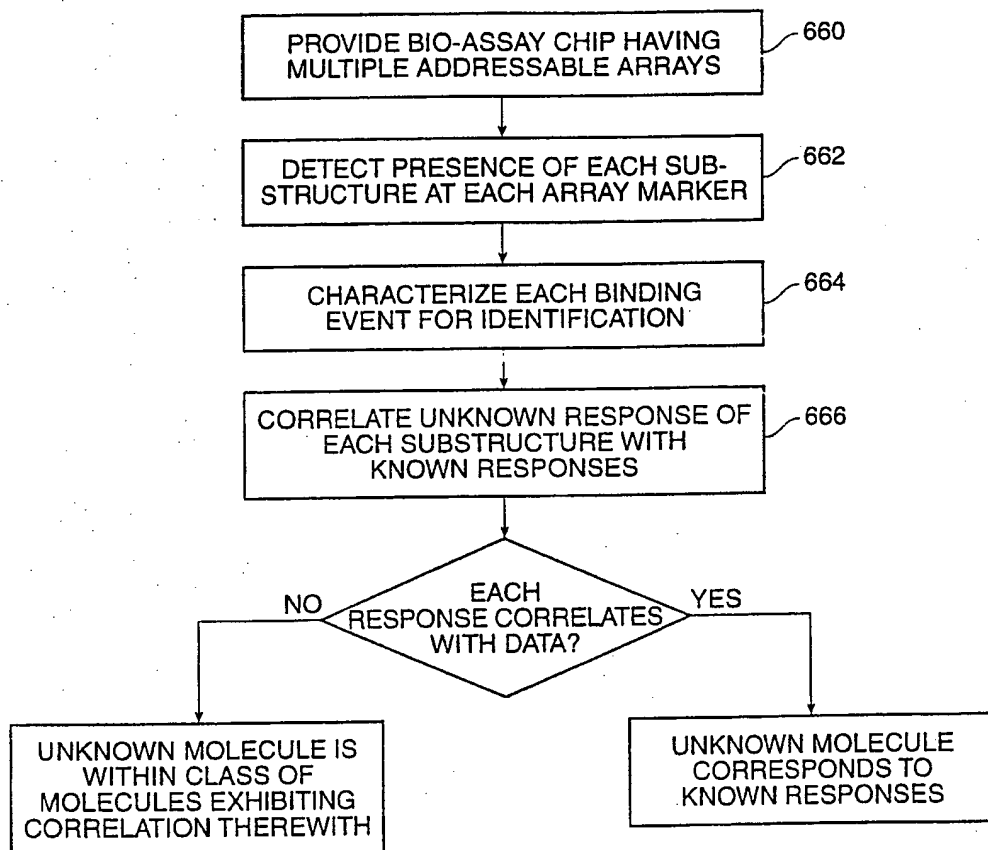 PROVIDE BIO-ASSAY CHIP HAVING
MULTIPLE ADDRESSABLE ARRAYS
660
DETECT PRESENCE OF EACH SUB-
STRUCTURE AT EACH ARRAY MARKER
662
CHARACTERIZE EACH BINDING
EVENT FOR IDENTIFICATION
664
CORRELATE UNKNOWN RESPONSE OF
EACH SUBSTRUCTURE WITH
KNOWN RESPONSES
666
EACH
RESPONSE CORRELATES
WITH DATA?
NO
YES
UNKNOWN MOLECULE IS
WITHIN CLASS OF
MOLECULES EXHIBITING
CORRELATION THEREWITH
UNKNOWN MOLECULE
CORRESPONDS TO
KNOWN RESPONSES